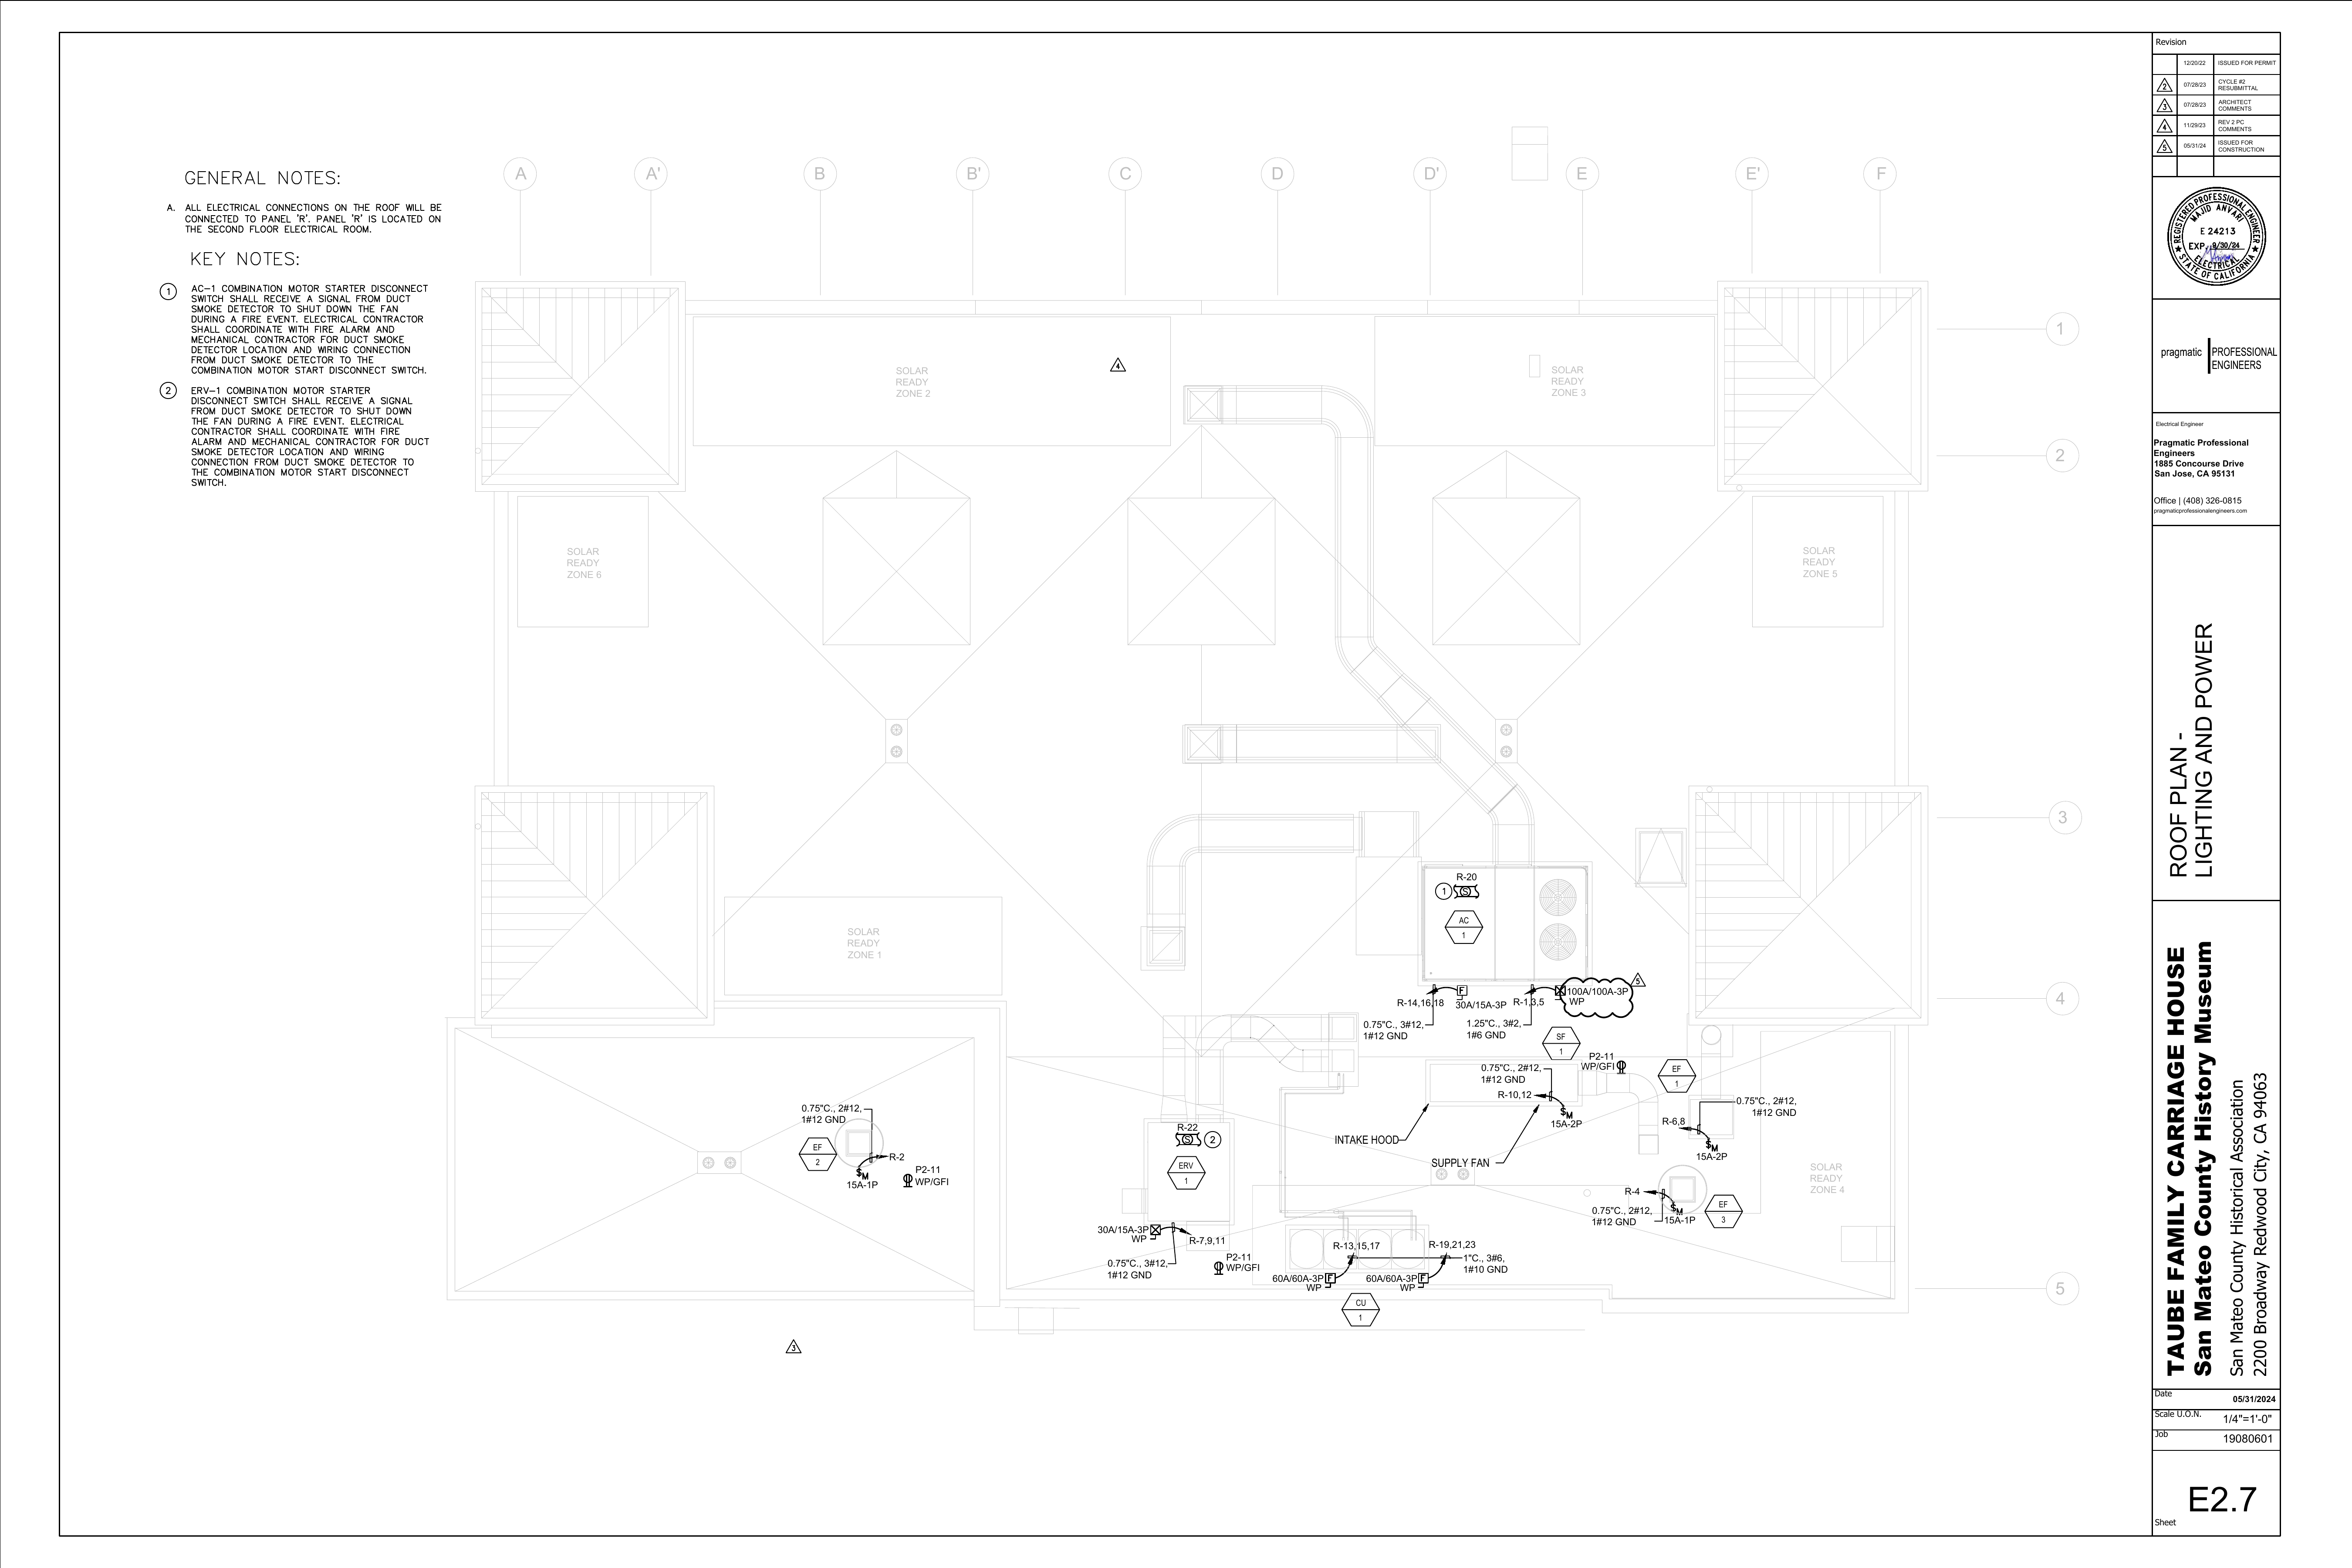 GENERAL NOTES:
A. ALL ELECTRICAL CONNECTIONS ON THE ROOF WILL BE
CONNECTED TO PANEL 'R'. PANEL 'R' IS LOCATED ON
THE SECOND FLOOR ELECTRICAL ROOM.
KEY NOTES:
1 AC-1 COMBINATION MOTOR STARTER DISCONNECT
SWITCH SHALL RECEIVE A SIGNAL FROM DUCT
SMOKE DETECTOR TO SHUT DOWN THE FAN
DURING A FIRE EVENT. ELECTRICAL CONTRACTOR
SHALL COORDINATE WITH FIRE ALARM AND
MECHANICAL CONTRACTOR FOR DUCT SMOKE
DETECTOR LOCATION AND WIRING CONNECTION
FROM DUCT SMOKE DETECTOR TO THE
COMBINATION MOTOR START DISCONNECT SWITCH.
2 ERV-1 COMBINATION MOTOR STARTER
DISCONNECT SWITCH SHALL RECEIVE A SIGNAL
FROM DUCT SMOKE DETECTOR TO SHUT DOWN
THE FAN DURING A FIRE EVENT. ELECTRICAL
CONTRACTOR SHALL COORDINATE WITH FIRE
ALARM AND MECHANICAL CONTRACTOR FOR DUCT
SMOKE DETECTOR LOCATION AND WIRING
CONNECTION FROM DUCT SMOKE DETECTOR TO
THE COMBINATION MOTOR START DISCONNECT
SWITCH.
A A' B B' C D D' E E' F
1
2
3
4
5
SOLAR
READY
ZONE 2
4
SOLAR
READY
ZONE 3
SOLAR
READY
ZONE 6
SOLAR
READY
ZONE 5
SOLAR
READY
ZONE 1
R-20
1 S
AC
1
R-14,16,18
F
30A/15A-3P
R-1,3,5
100A/100A-3P
WP
5
0.75"C., 3#12,
1#12 GND
1.25"C., 3#2,
1#6 GND
SF
1
P2-11
WP/GFI
0.75"C., 2#12,
1#12 GND
R-10,12
$M
15A-2P
EF
1
0.75"C., 2#12,
1#12 GND
R-6,8
$M
15A-2P
INTAKE HOOD
SUPPLY FAN
0.75"C., 2#12,
1#12 GND
EF
2
R-2
$M
15A-1P
P2-11
WP/GFI
R-22
S 2
ERV
1
30A/15A-3P
WP
R-7,9,11
0.75"C., 3#12,
1#12 GND
P2-11
WP/GFI
R-13,15,17
R-19,21,23
1"C., 3#6,
1#10 GND
60A/60A-3P F
WP
60A/60A-3P F
WP
CU
1
R-4
0.75"C., 2#12,
1#12 GND
$M
15A-1P
EF
3
SOLAR
READY
ZONE 4
3
Revision
12/20/22 ISSUED FOR PERMIT
2 07/28/23 CYCLE #2
RESUBMITTAL
3 07/28/23 ARCHITECT
COMMENTS
4 11/29/23 REV 2 PC
COMMENTS
5 05/31/24 ISSUED FOR
CONSTRUCTION
REGISTERED PROFESSIONAL ENGINEER
MAJID ANVARI
E 24213
EXP. 9/30/24
ELECTRICAL
STATE OF CALIFORNIA
pragmatic PROFESSIONAL
ENGINEERS
Electrical Engineer
Pragmatic Professional
Engineers
1885 Concourse Drive
San Jose, CA 95131
Office | (408) 326-0815
pragmaticprofessionalengineers.com
ROOF PLAN -
LIGHTING AND POWER
TAUBE FAMILY CARRIAGE HOUSE
San Mateo County History Museum
San Mateo County Historical Association
2200 Broadway Redwood City, CA 94063
Date
05/31/2024
Scale U.O.N.
1/4"=1'-0"
Job
19080601
E2.7
Sheet